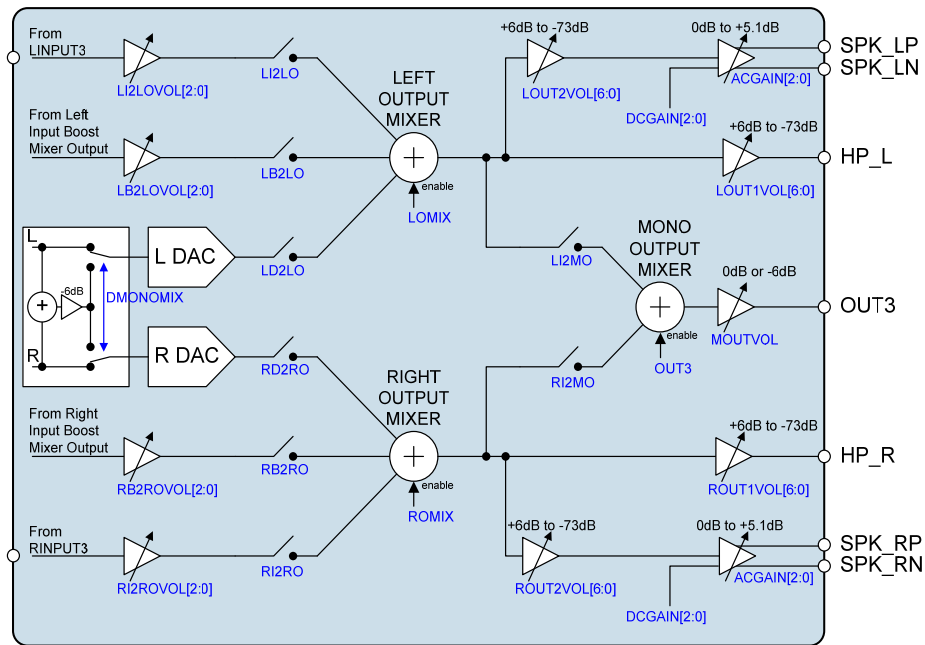 From
LINPUT3
LI2LOVOL[2:0]
LI2LO
+6dB to -73dB
LOUT2VOL[6:0]
0dB to +5.1dB
ACGAIN[2:0]
DCGAIN[2:0]
SPK_LP
SPK_LN
From Left
Input Boost
Mixer Output
LB2LOVOL[2:0]
LB2LO
LEFT
OUTPUT
MIXER
enable
LOMIX
+6dB to -73dB
LOUT1VOL[6:0]
HP_L
L
R
-6dB
DMONOMIX
L DAC
LD2LO
R DAC
RD2RO
LI2MO
RI2MO
MONO
OUTPUT
MIXER
enable
OUT3
0dB or -6dB
MOUTVOL
OUT3
From Right
Input Boost
Mixer Output
RB2ROVOL[2:0]
RB2RO
RIGHT
OUTPUT
MIXER
enable
ROMIX
+6dB to -73dB
ROUT1VOL[6:0]
HP_R
From
RINPUT3
RI2ROVOL[2:0]
RI2RO
+6dB to -73dB
ROUT2VOL[6:0]
0dB to +5.1dB
ACGAIN[2:0]
DCGAIN[2:0]
SPK_RP
SPK_RN